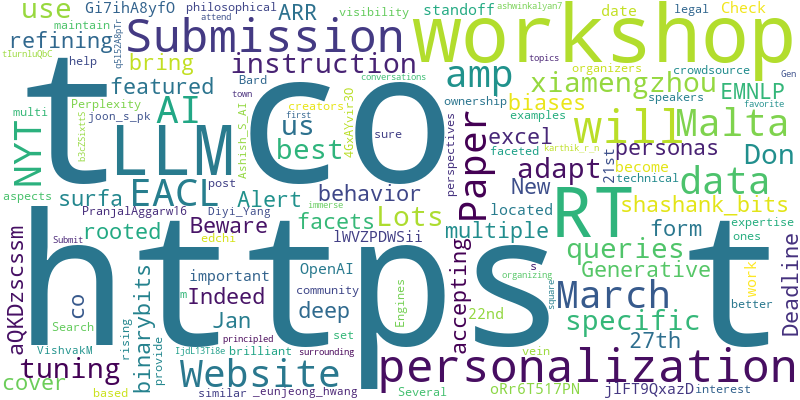 Gi7ihA8yfO philosophical attend visibility standoff date legal ashwinkalyan7 Check
use ARR maintain q5l52A8pTr Submission workshop
refining crowdsource organizers Gen
tIurnluQbC help bring instruction topics
featured Bard conversations amp xiamengzhou
multi Perplexity AI town ownership biases EMNLP speakers
joon_s_pk creators first sure examples favorite
NYT b3cZSixttS LLM Ashish_S_AI us 4GxAYvir3O perspectives Paper will Malta
t co faceted karthik_r_n
aspects best excel personas Don
surfa EACL post behavior adapt 21st become technical data
Alert immerse New RT shashank_bits
PranjalAggarw16 Diyi_Yang facets Lots located
rooted Beware lWVZPDWSii multiple form expertise
aQKDzscssm edchi s queries ones
https t
co binarybits important OpenAI deep accepting Generative work Deadline
Indeed m community Engines organizing March better
rising Jan set 22nd specific
Search provide principled square 27th
VishvakM IjdL13Ti8e surrounding
tuning Website vein personalization
Submit brilliant
cover based similar _eunjeong_hwang Several oRr6T517PN jlFT9QxazD interest